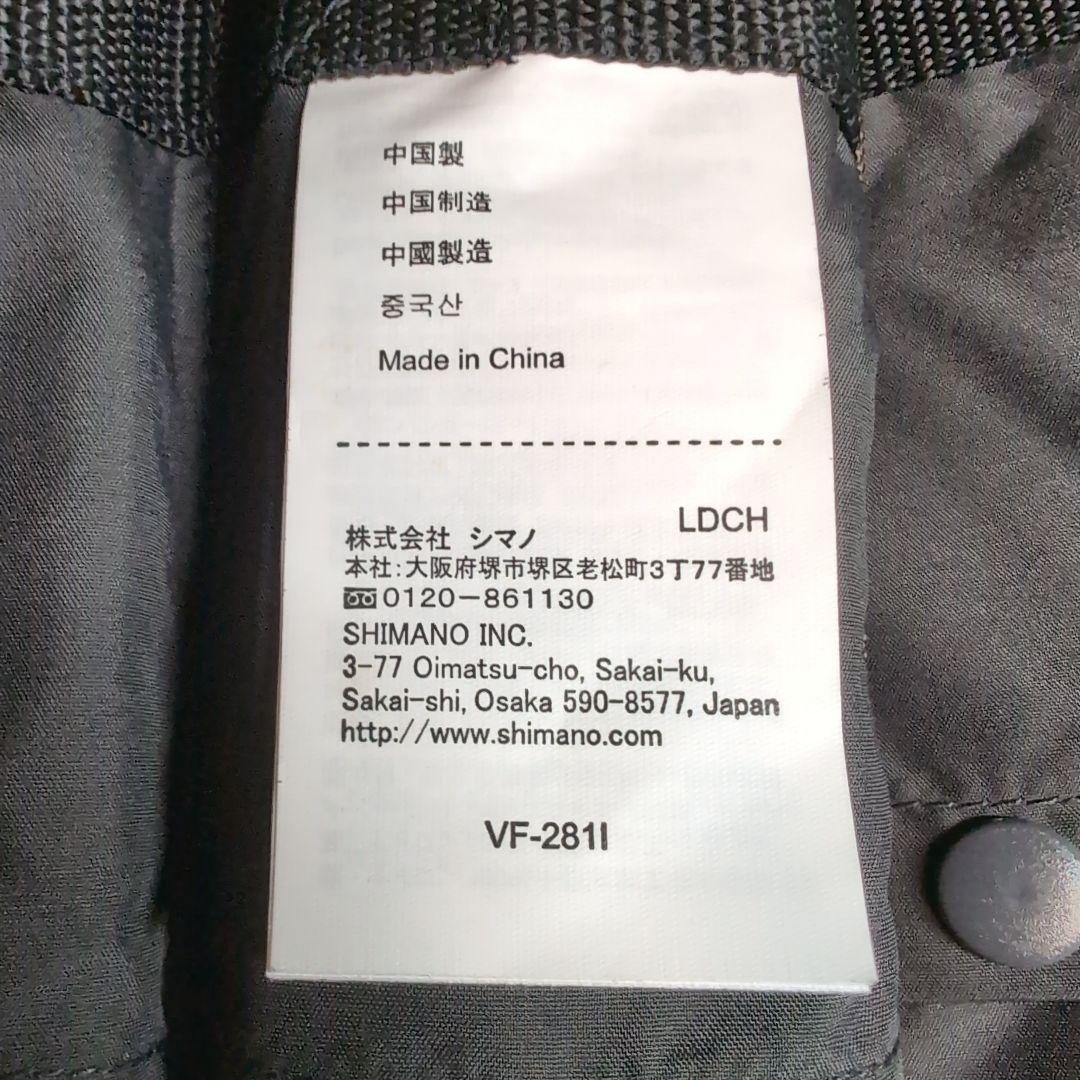 中国製
中国制造
中國製造
중국산
Made in China
LDCH
株式会社 シマノ
本社:大阪府堺市堺区老松町3丁77番地
0120-861130
SHIMANO INC.
3-77 Oimatsu-cho, Sakai-ku,
Sakai-shi, Osaka 590-8577, Japan
http://www.shimano.com
VF-281I